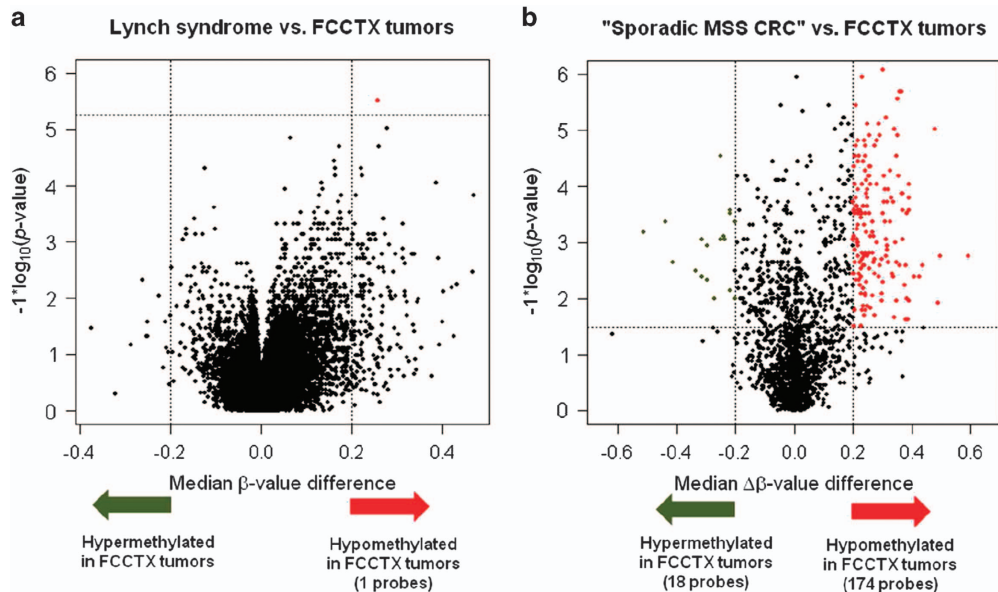 a
Lynch syndrome vs. FCCTX tumors
-1*log10(p-value)
6
5
4
3
2
1
0
-0.4
-0.2
0.0
0.2
0.4
Median β-value difference
Hypermethylated
in FCCTX tumors
Hypomethylated
in FCCTX tumors
(1 probes)
b
"Sporadic MSS CRC" vs. FCCTX tumors
-1*log10(p-value)
6
5
4
3
2
1
0
-0.6
-0.4
-0.2
0.0
0.2
0.4
0.6
Median Δβ-value difference
Hypermethylated
in FCCTX tumors
(18 probes)
Hypomethylated
in FCCTX tumors
(174 probes)